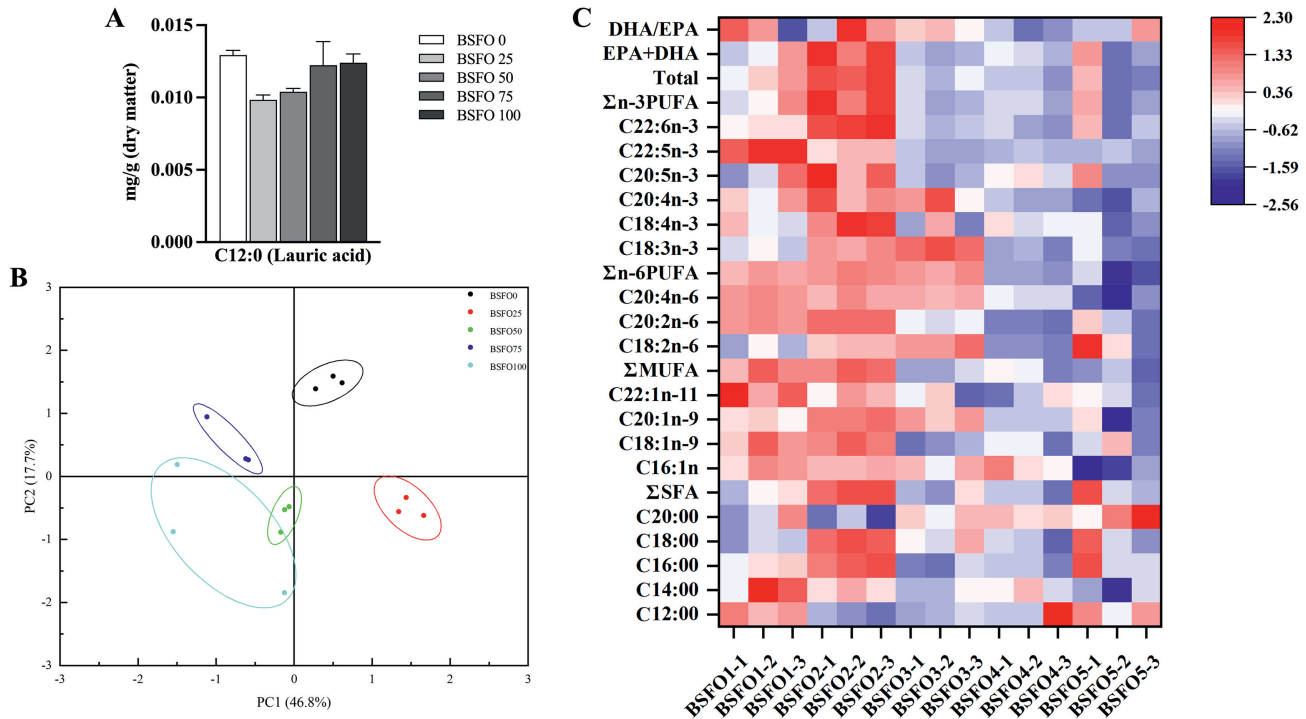 A
mg/g (dry matter)
0.015
0.010
0.005
0.000
C12:0 (Lauric acid)
BSFO 0
BSFO 25
BSFO 50
BSFO 75
BSFO 100
B
PC2 (17.7%)
3
2
1
0
-1
-2
-3
-3
-2
-1
0
1
2
3
PC1 (46.8%)
BSFO0
BSFO25
BSFO50
BSFO75
BSFO100
C
DHA/EPA
EPA+DHA
Total
Σn-3PUFA
C22:6n-3
C22:5n-3
C20:5n-3
C20:4n-3
C18:4n-3
C18:3n-3
Σn-6PUFA
C20:4n-6
C20:2n-6
C18:2n-6
ΣMUFA
C22:1n-11
C20:1n-9
C18:1n-9
C16:1n
ΣSFA
C20:00
C18:00
C16:00
C14:00
C12:00
BSFO1-1
BSFO1-2
BSFO1-3
BSFO2-1
BSFO2-2
BSFO2-3
BSFO3-1
BSFO3-2
BSFO3-3
BSFO4-1
BSFO4-2
BSFO4-3
BSFO5-1
BSFO5-2
BSFO5-3
2.30
1.33
0.36
-0.62
-1.59
-2.56